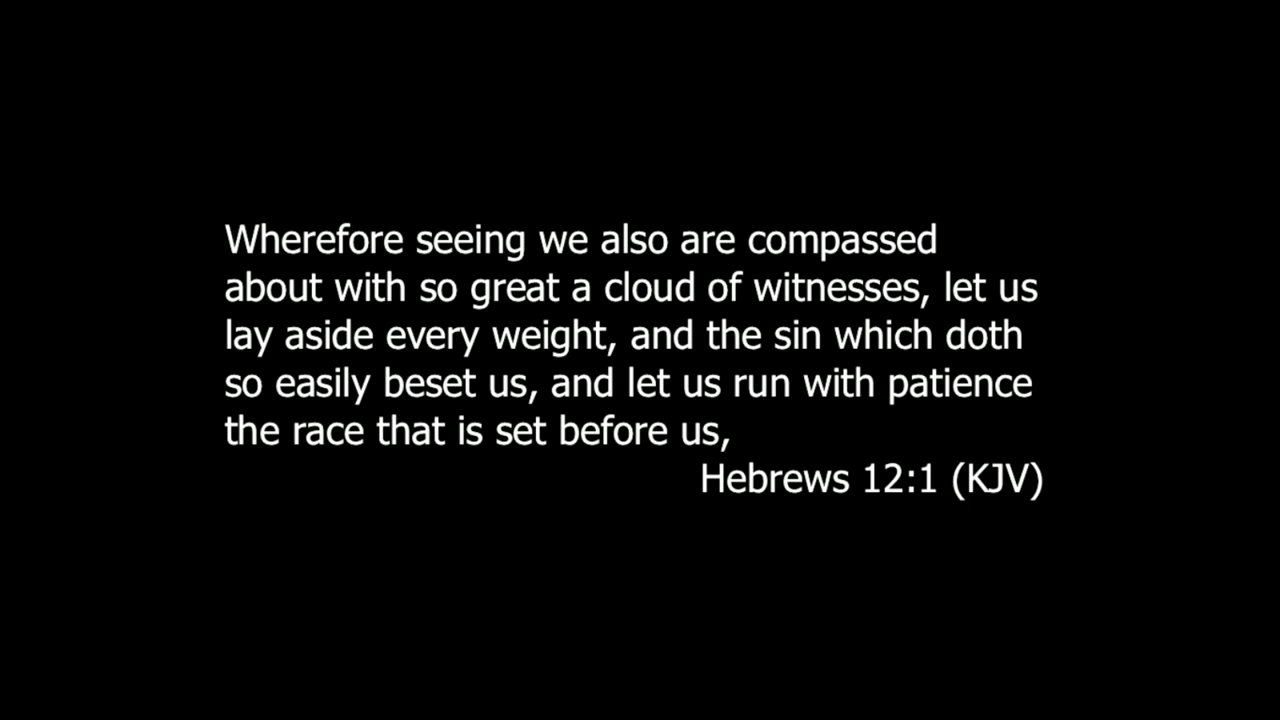 Wherefore seeing we also are compassed
about with so great a cloud of witnesses, let us
lay aside every weight, and the sin which doth
so easily beset us, and let us run with patience
the race that is set before us,
Hebrews 12:1 (KJV)